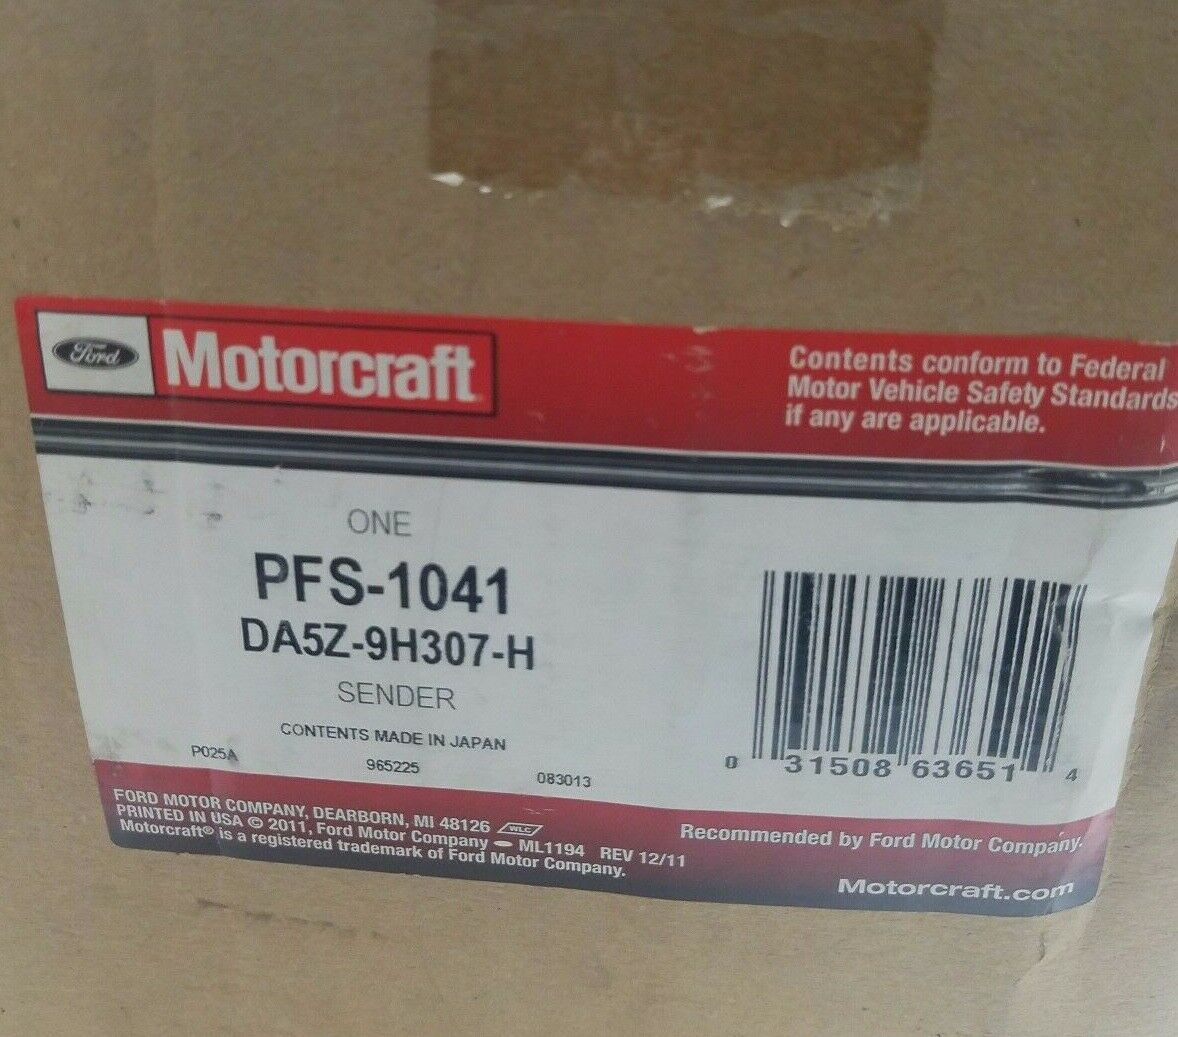 Ford
Motorcraft
Contents conform to Federal
Motor Vehicle Safety Standards
if any are applicable.
ONE
PFS-1041
DA5Z-9H307-H
SENDER
CONTENTS MADE IN JAPAN
P025A
965225
083013
0 31508 63651 4
FORD MOTOR COMPANY, DEARBORN, MI 48126 WLC
PRINTED IN USA © 2011, Ford Motor Company — ML1194 REV 12/11
Motorcraft® is a registered trademark of Ford Motor Company.
Recommended by Ford Motor Company.
Motorcraft.com